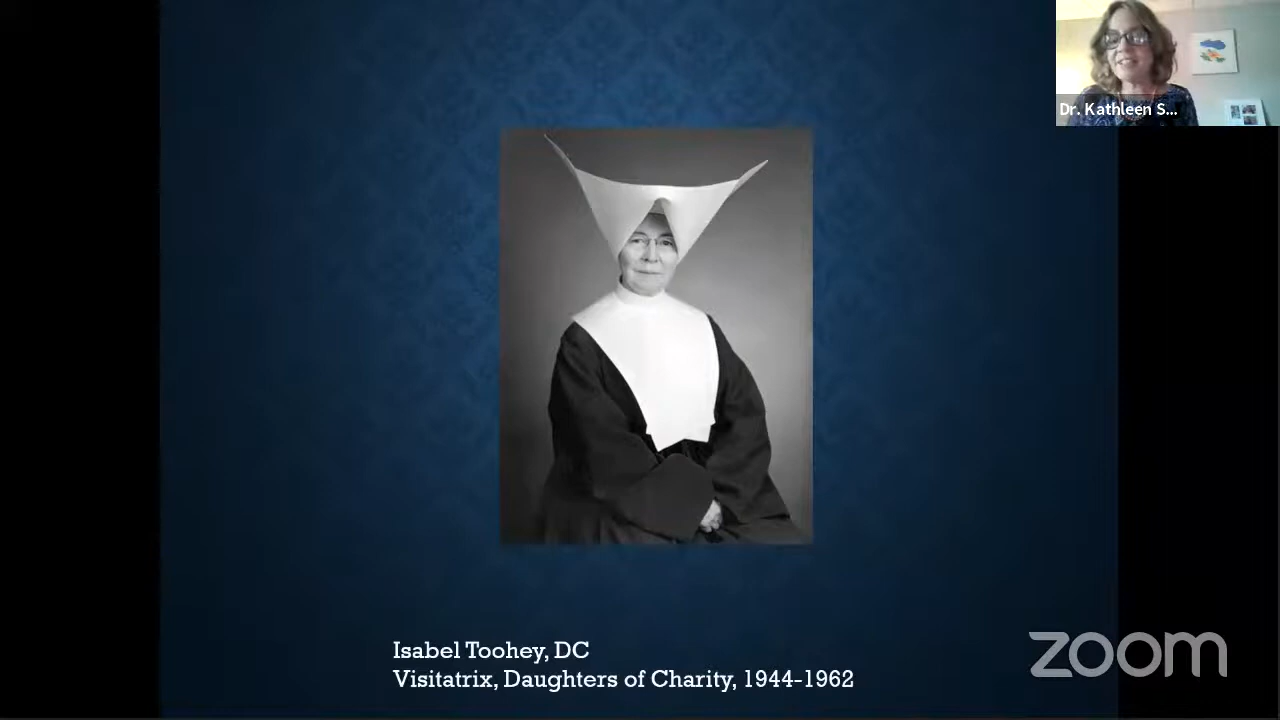 Dr. Kathleen S...
Isabel Toohey, DC
Visitatrix, Daughters of Charity, 1944-1962
zoom